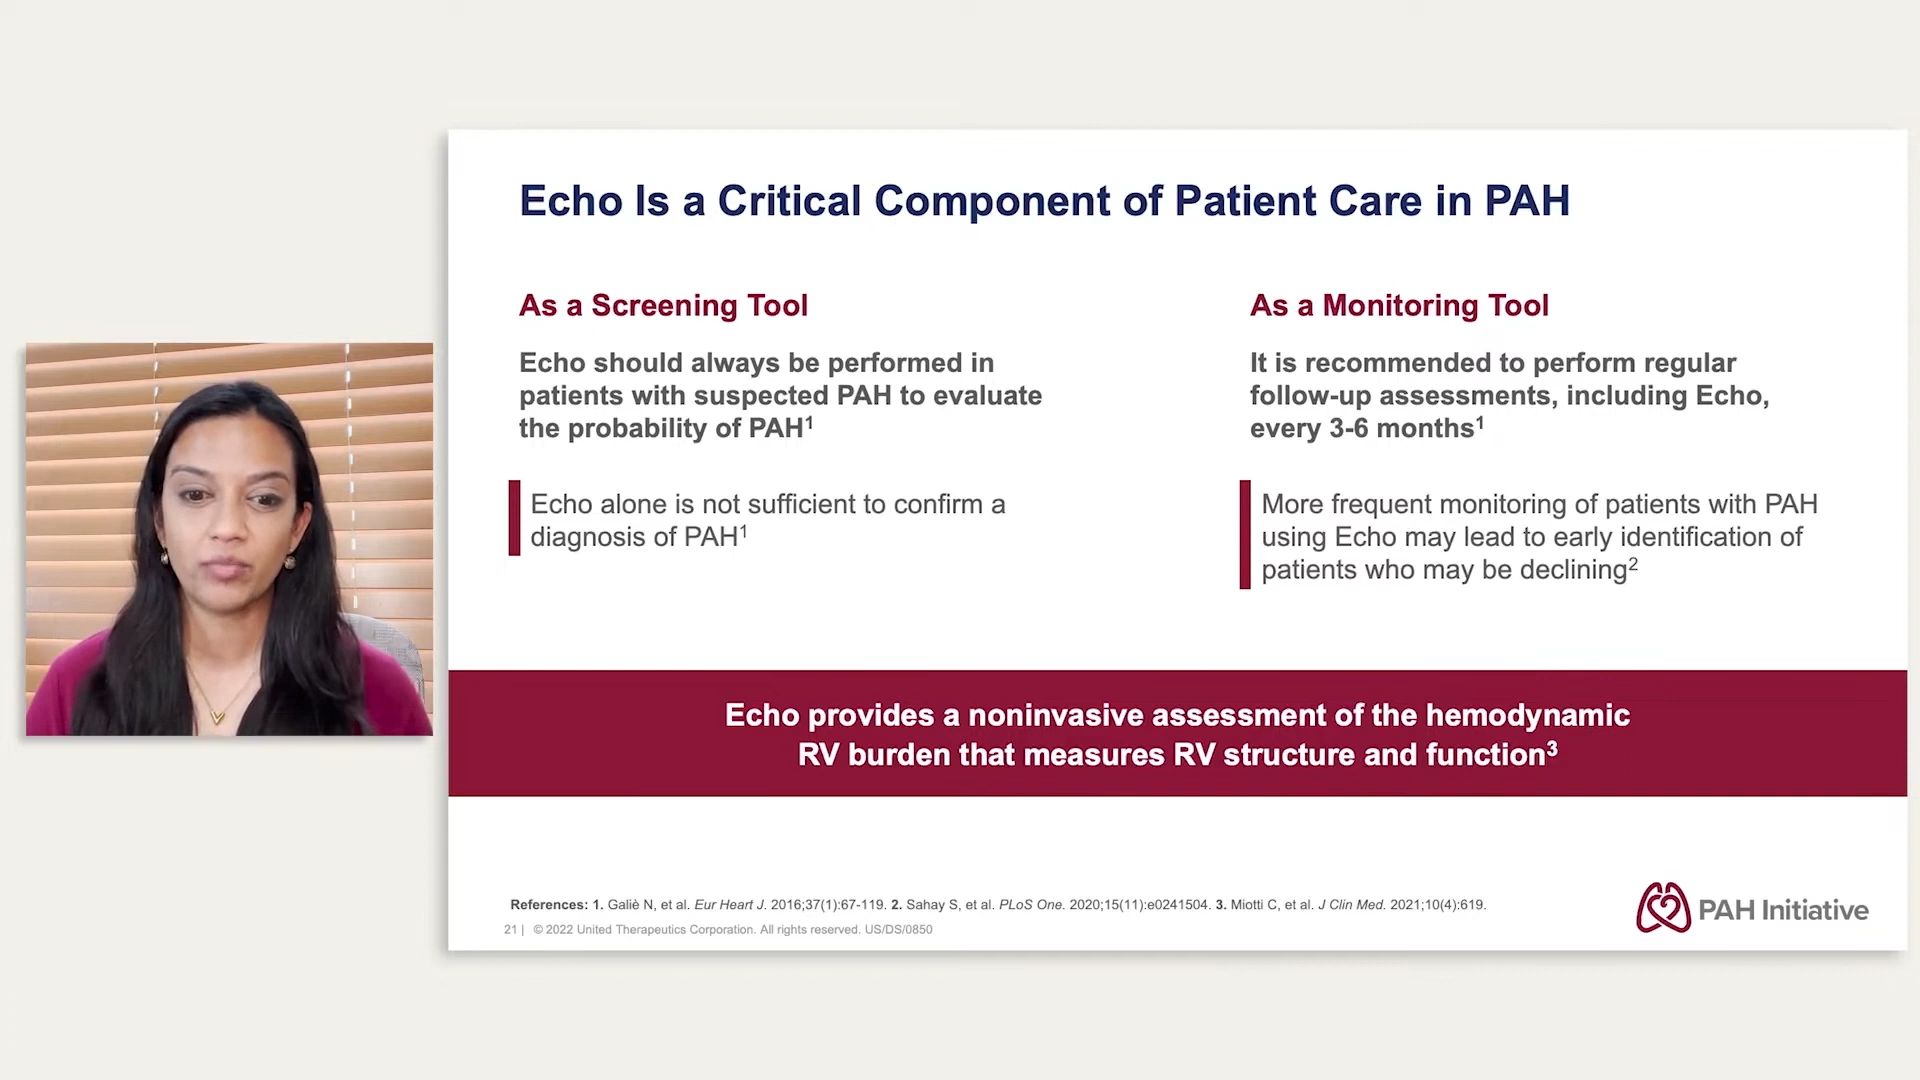 Echo Is a Critical Component of Patient Care in PAH
As a Screening Tool
Echo should always be performed in
patients with suspected PAH to evaluate
the probability of PAH1
Echo alone is not sufficient to confirm a
diagnosis of PAH1
As a Monitoring Tool
It is recommended to perform regular
follow-up assessments, including Echo,
every 3-6 months1
More frequent monitoring of patients with PAH
using Echo may lead to early identification of
patients who may be declining2
Echo provides a noninvasive assessment of the hemodynamic
RV burden that measures RV structure and function3
References: 1. Galiè N, et al. Eur Heart J. 2016;37(1):67-119. 2. Sahay S, et al. PLoS One. 2020;15(11):e0241504. 3. Miotti C, et al. J Clin Med. 2021;10(4):619.
21 | © 2022 United Therapeutics Corporation. All rights reserved. US/DS/0850
PAH Initiative